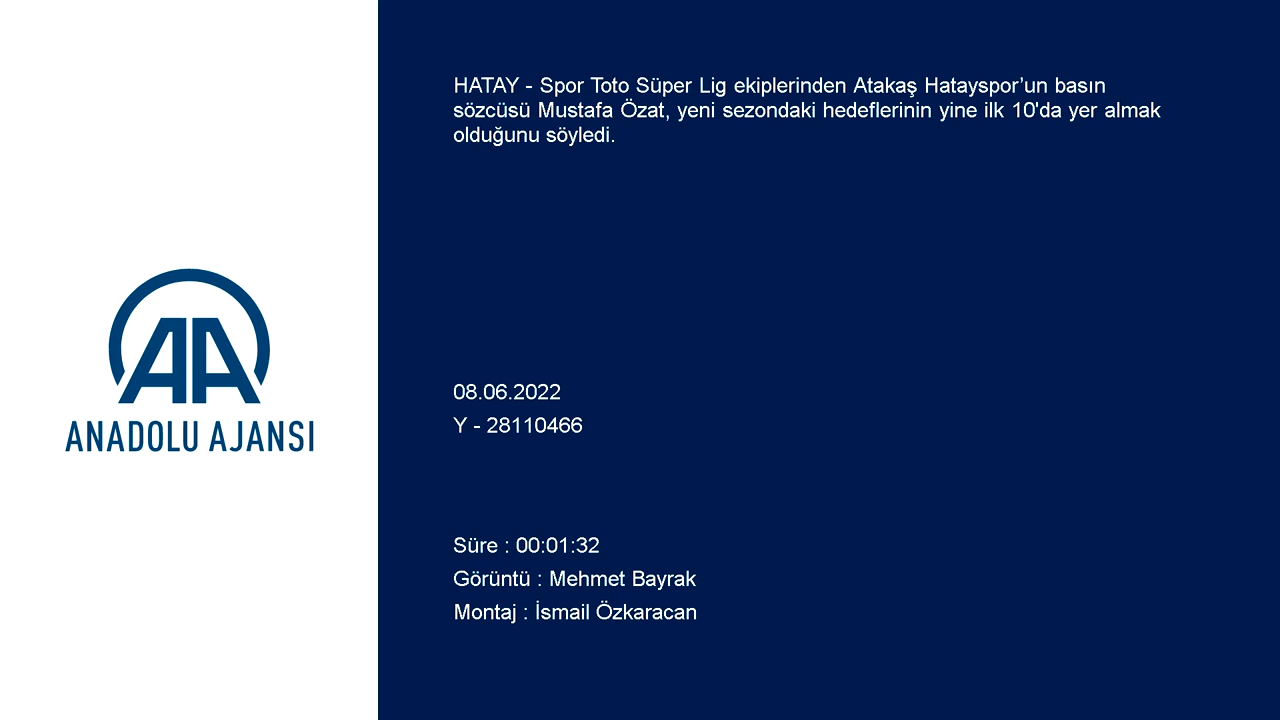 HATAY - Spor Toto Süper Lig ekiplerinden Atakaş Hatayspor’un basın
sözcüsü Mustafa Özat, yeni sezondaki hedeflerinin yine ilk 10'da yer almak
olduğunu söyledi.
AA
ANADOLU AJANSI
08.06.2022
Y - 28110466
Süre : 00:01:32
Görüntü : Mehmet Bayrak
Montaj : İsmail Özkaracan